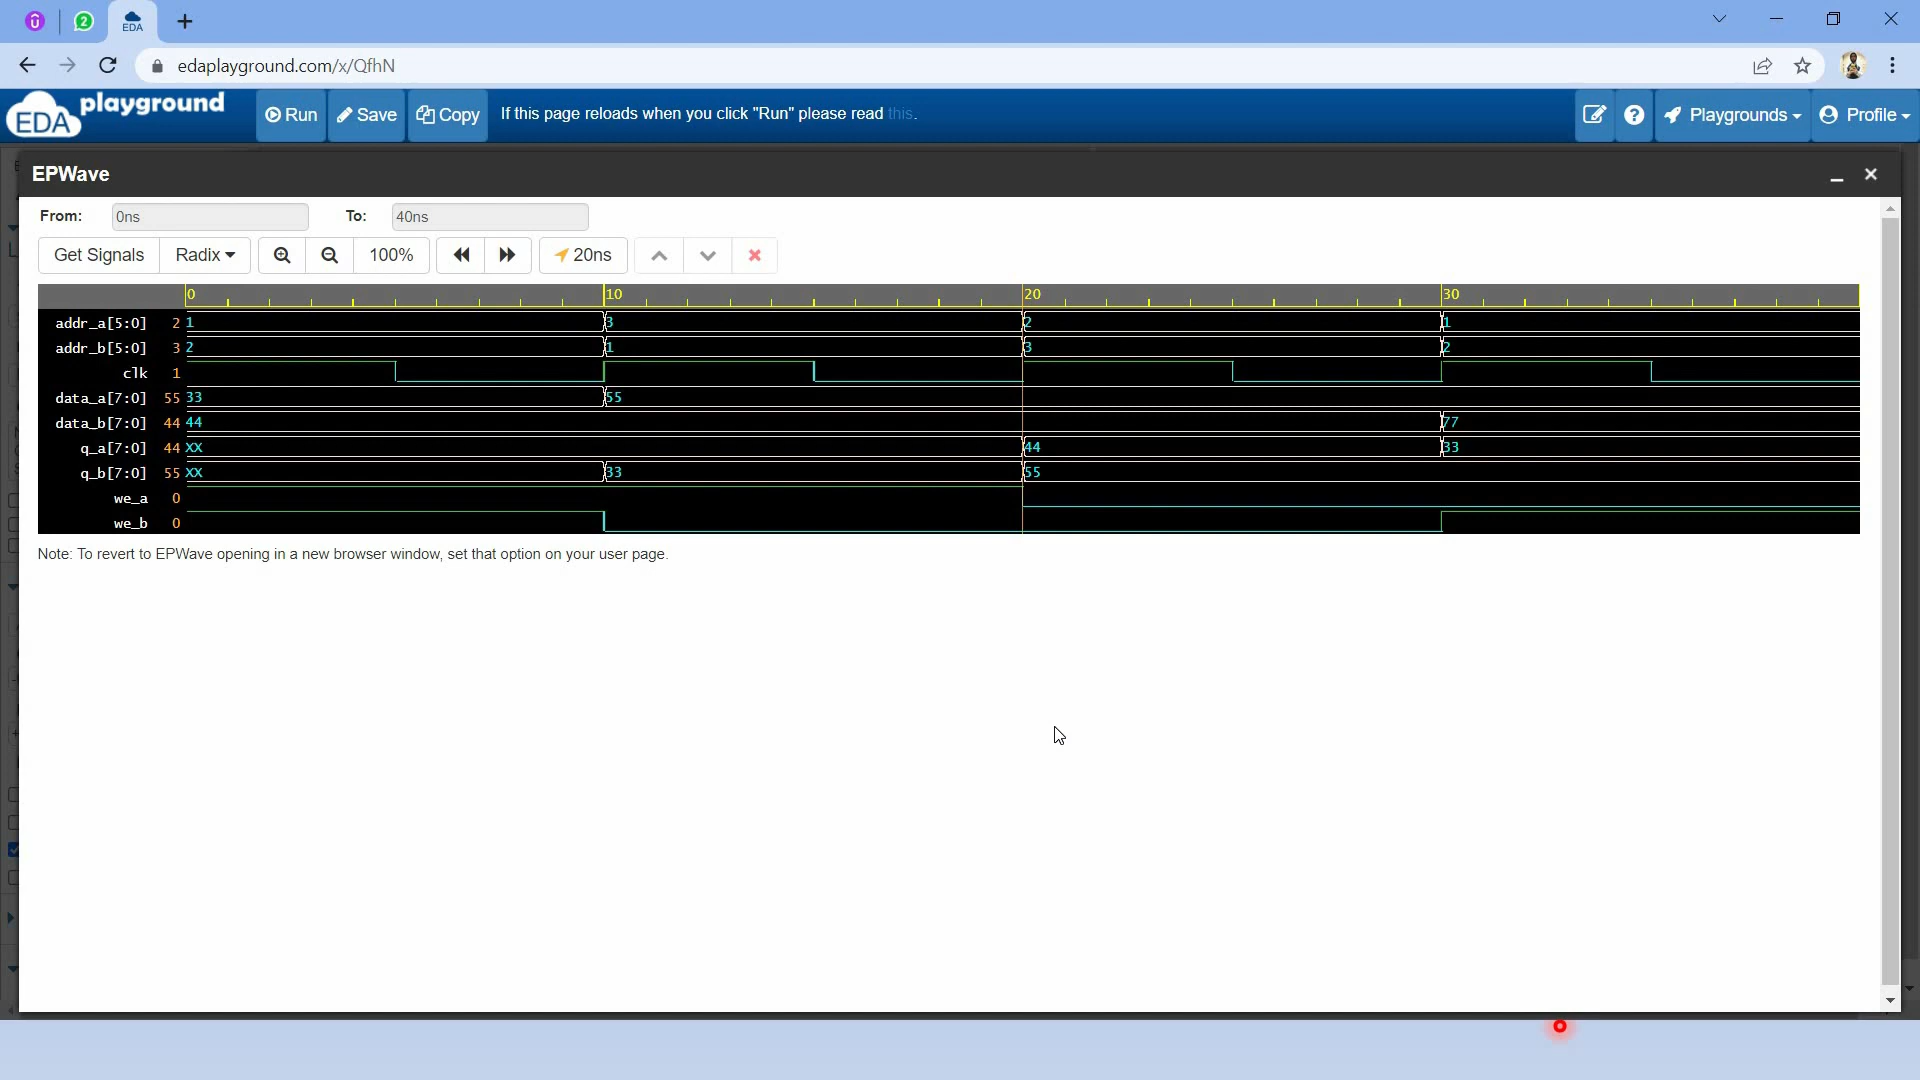 2
EDA
edaplayground.com/x/QfhN
EDA playground
Run Save Copy If this page reloads when you click "Run" please read this. Playgrounds Profile
EPWave
From: 0ns To: 40ns
Get Signals Radix 100% 20ns
0 10 20 30
addr_a[5:0] 2 1 3 2 1
addr_b[5:0] 3 2 1 3 2
clk 1
data_a[7:0] 55 33 55
data_b[7:0] 44 44 77
q_a[7:0] 44 XX 44 33
q_b[7:0] 55 XX 33 55
we_a 0
we_b 0
Note: To revert to EPWave opening in a new browser window, set that option on your user page.